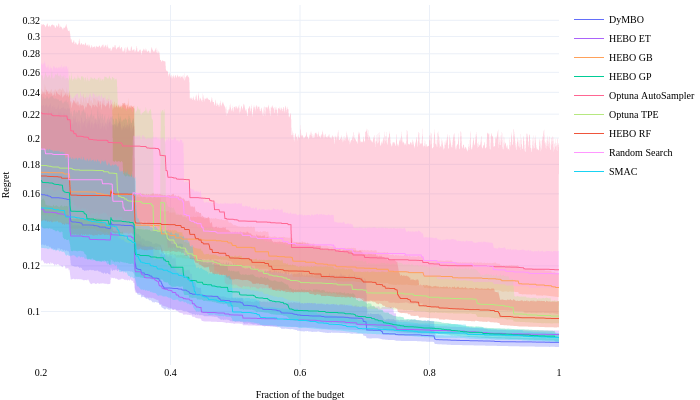 0.32
0.3
0.28
0.26
0.24
0.22
0.2
0.18
0.16
0.14
0.12
0.1
Regret
0.2
0.4
0.6
0.8
1
Fraction of the budget
DyMBO
HEBO ET
HEBO GB
HEBO GP
Optuna AutoSampler
Optuna TPE
HEBO RF
Random Search
SMAC